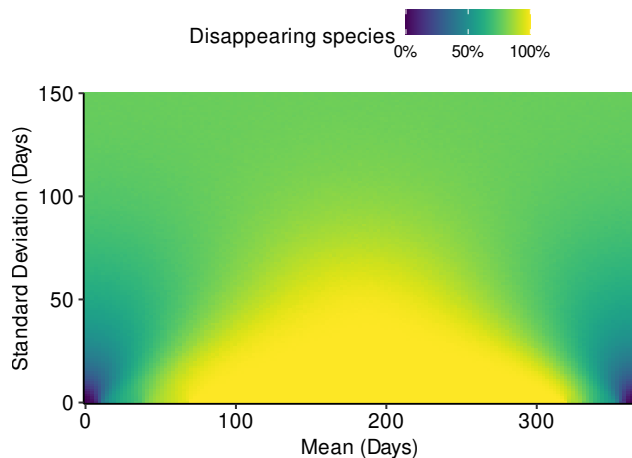 Disappearing species
0% 50% 100%
150
100
50
0
Standard Deviation (Days)
0 100 200 300
Mean (Days)